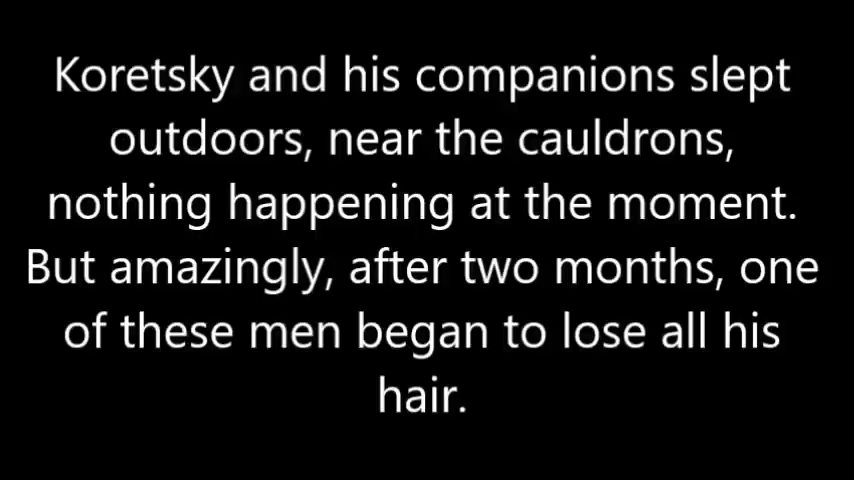 Koretsky and his companions slept
outdoors, near the cauldrons,
nothing happening at the moment.
But amazingly, after two months, one
of these men began to lose all his
hair.